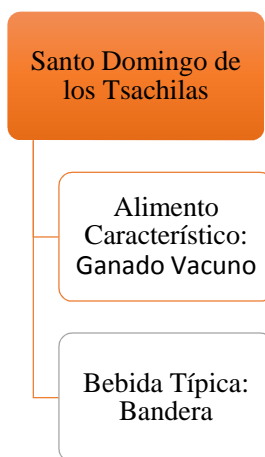 Santo Domingo de
los Tsachilas
Alimento
Característico:
Ganado Vacuno
Bebida Típica:
Bandera